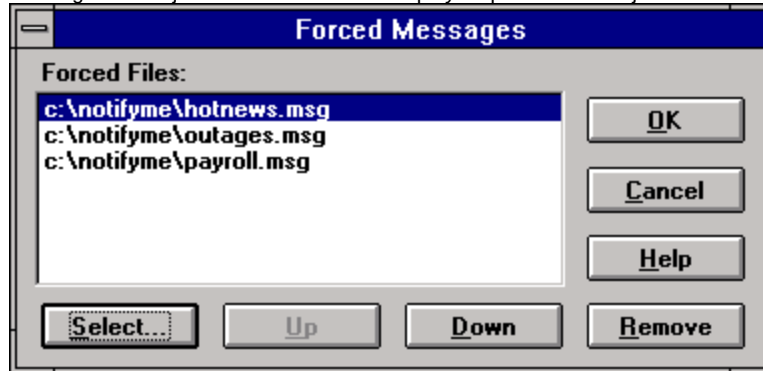 Forced Messages
Forced Files:
c:\notifyme\hotnews.msg
c:\notifyme\outages.msg
c:\notifyme\payroll.msg
OK
Cancel
Help
Select...
Up
Down
Remove